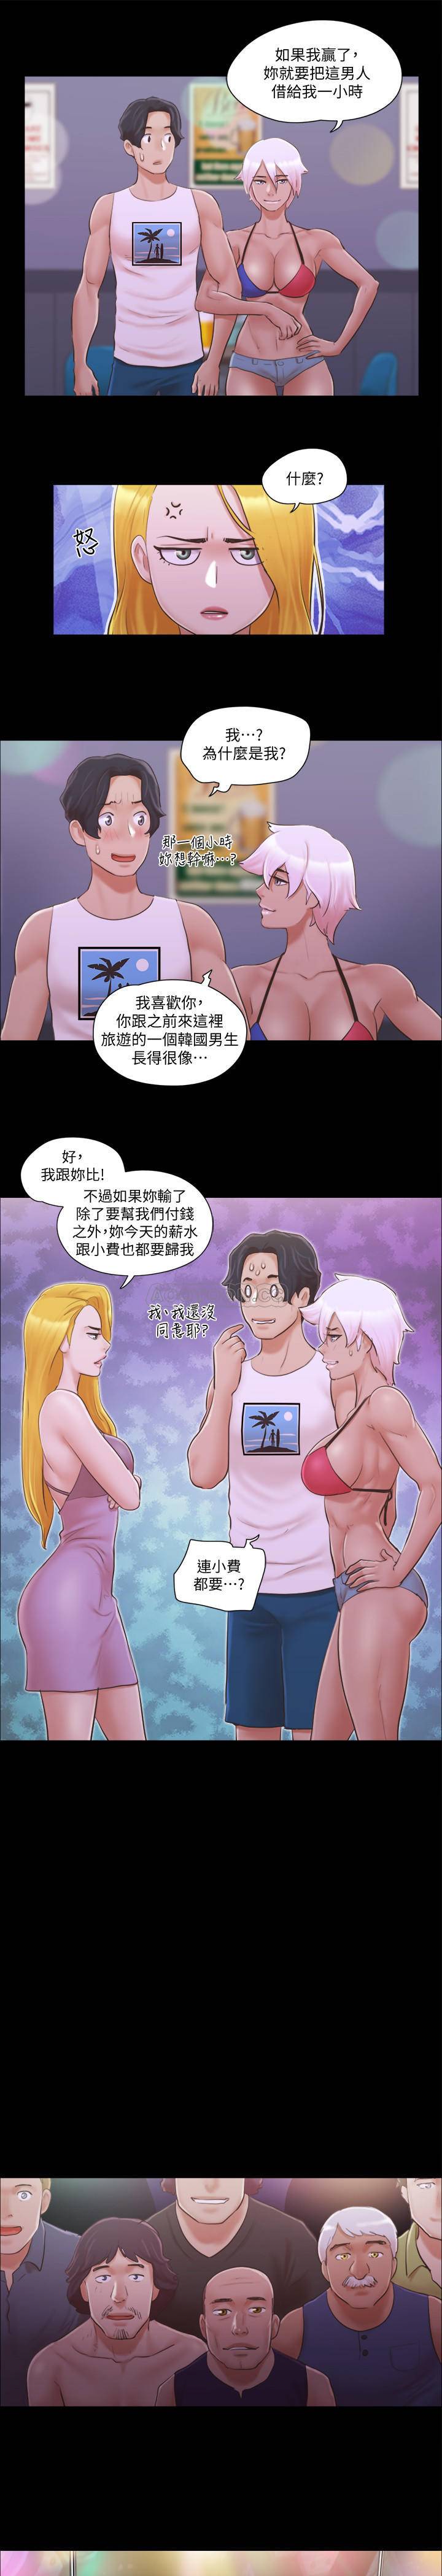 如果我贏了，
妳就要把這男人
借給我一小時
什麼?
怒
我…?
為什麼是我?
那一個小時
妳想幹嘛…?
我喜歡你，
你跟之前來這裡
旅遊的一個韓國男生
長得很像…
好，
我跟妳比!
不過如果妳輸了
除了要幫我們付錢
之外，妳今天的薪水
跟小費也都要歸我
我、我還沒
同意耶?
連小費
都要…?